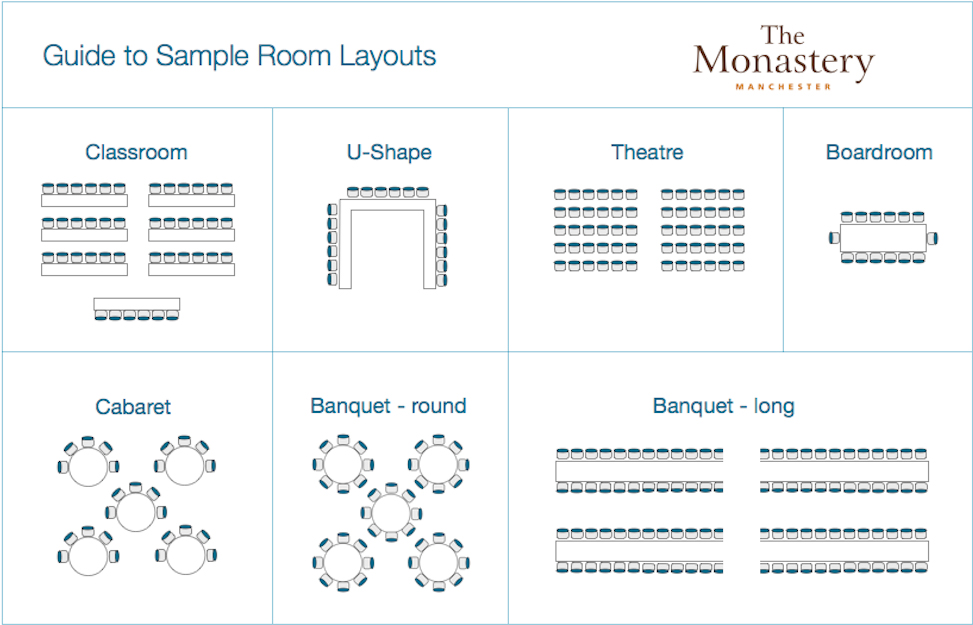 Guide to Sample Room Layouts
The
Monastery
MANCHESTER
Classroom
U-Shape
Theatre
Boardroom
Cabaret
Banquet - round
Banquet - long